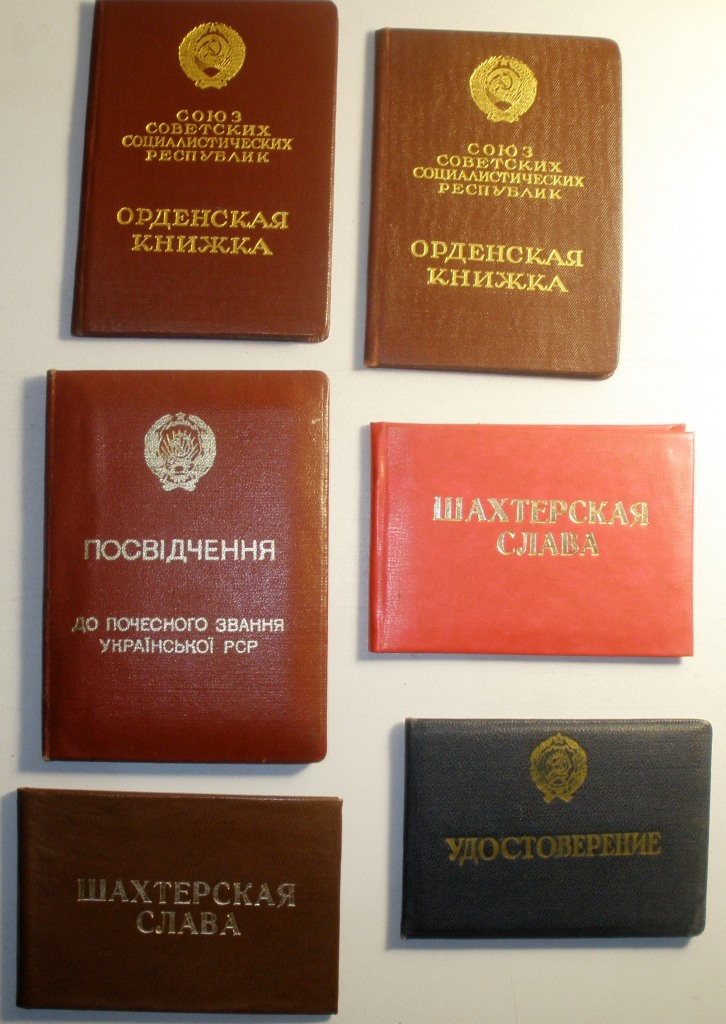 СОЮЗ
СОВЕТСКИХ
СОЦИАЛИСТИЧЕСКИХ
РЕСПУБЛИК
ОРДЕНСКАЯ
КНИЖКА
СОЮЗ
СОВЕТСКИХ
СОЦИАЛИСТИЧЕСКИХ
РЕСПУБЛИК
ОРДЕНСКАЯ
КНИЖКА
ПОСВІДЧЕННЯ
ДО ПОЧЕСНОГО ЗВАННЯ
УКРАЇНСЬКОЇ РСР
ШАХТЕРСКАЯ
СЛАВА
УДОСТОВЕРЕНИЕ
ШАХТЕРСКАЯ
СЛАВА